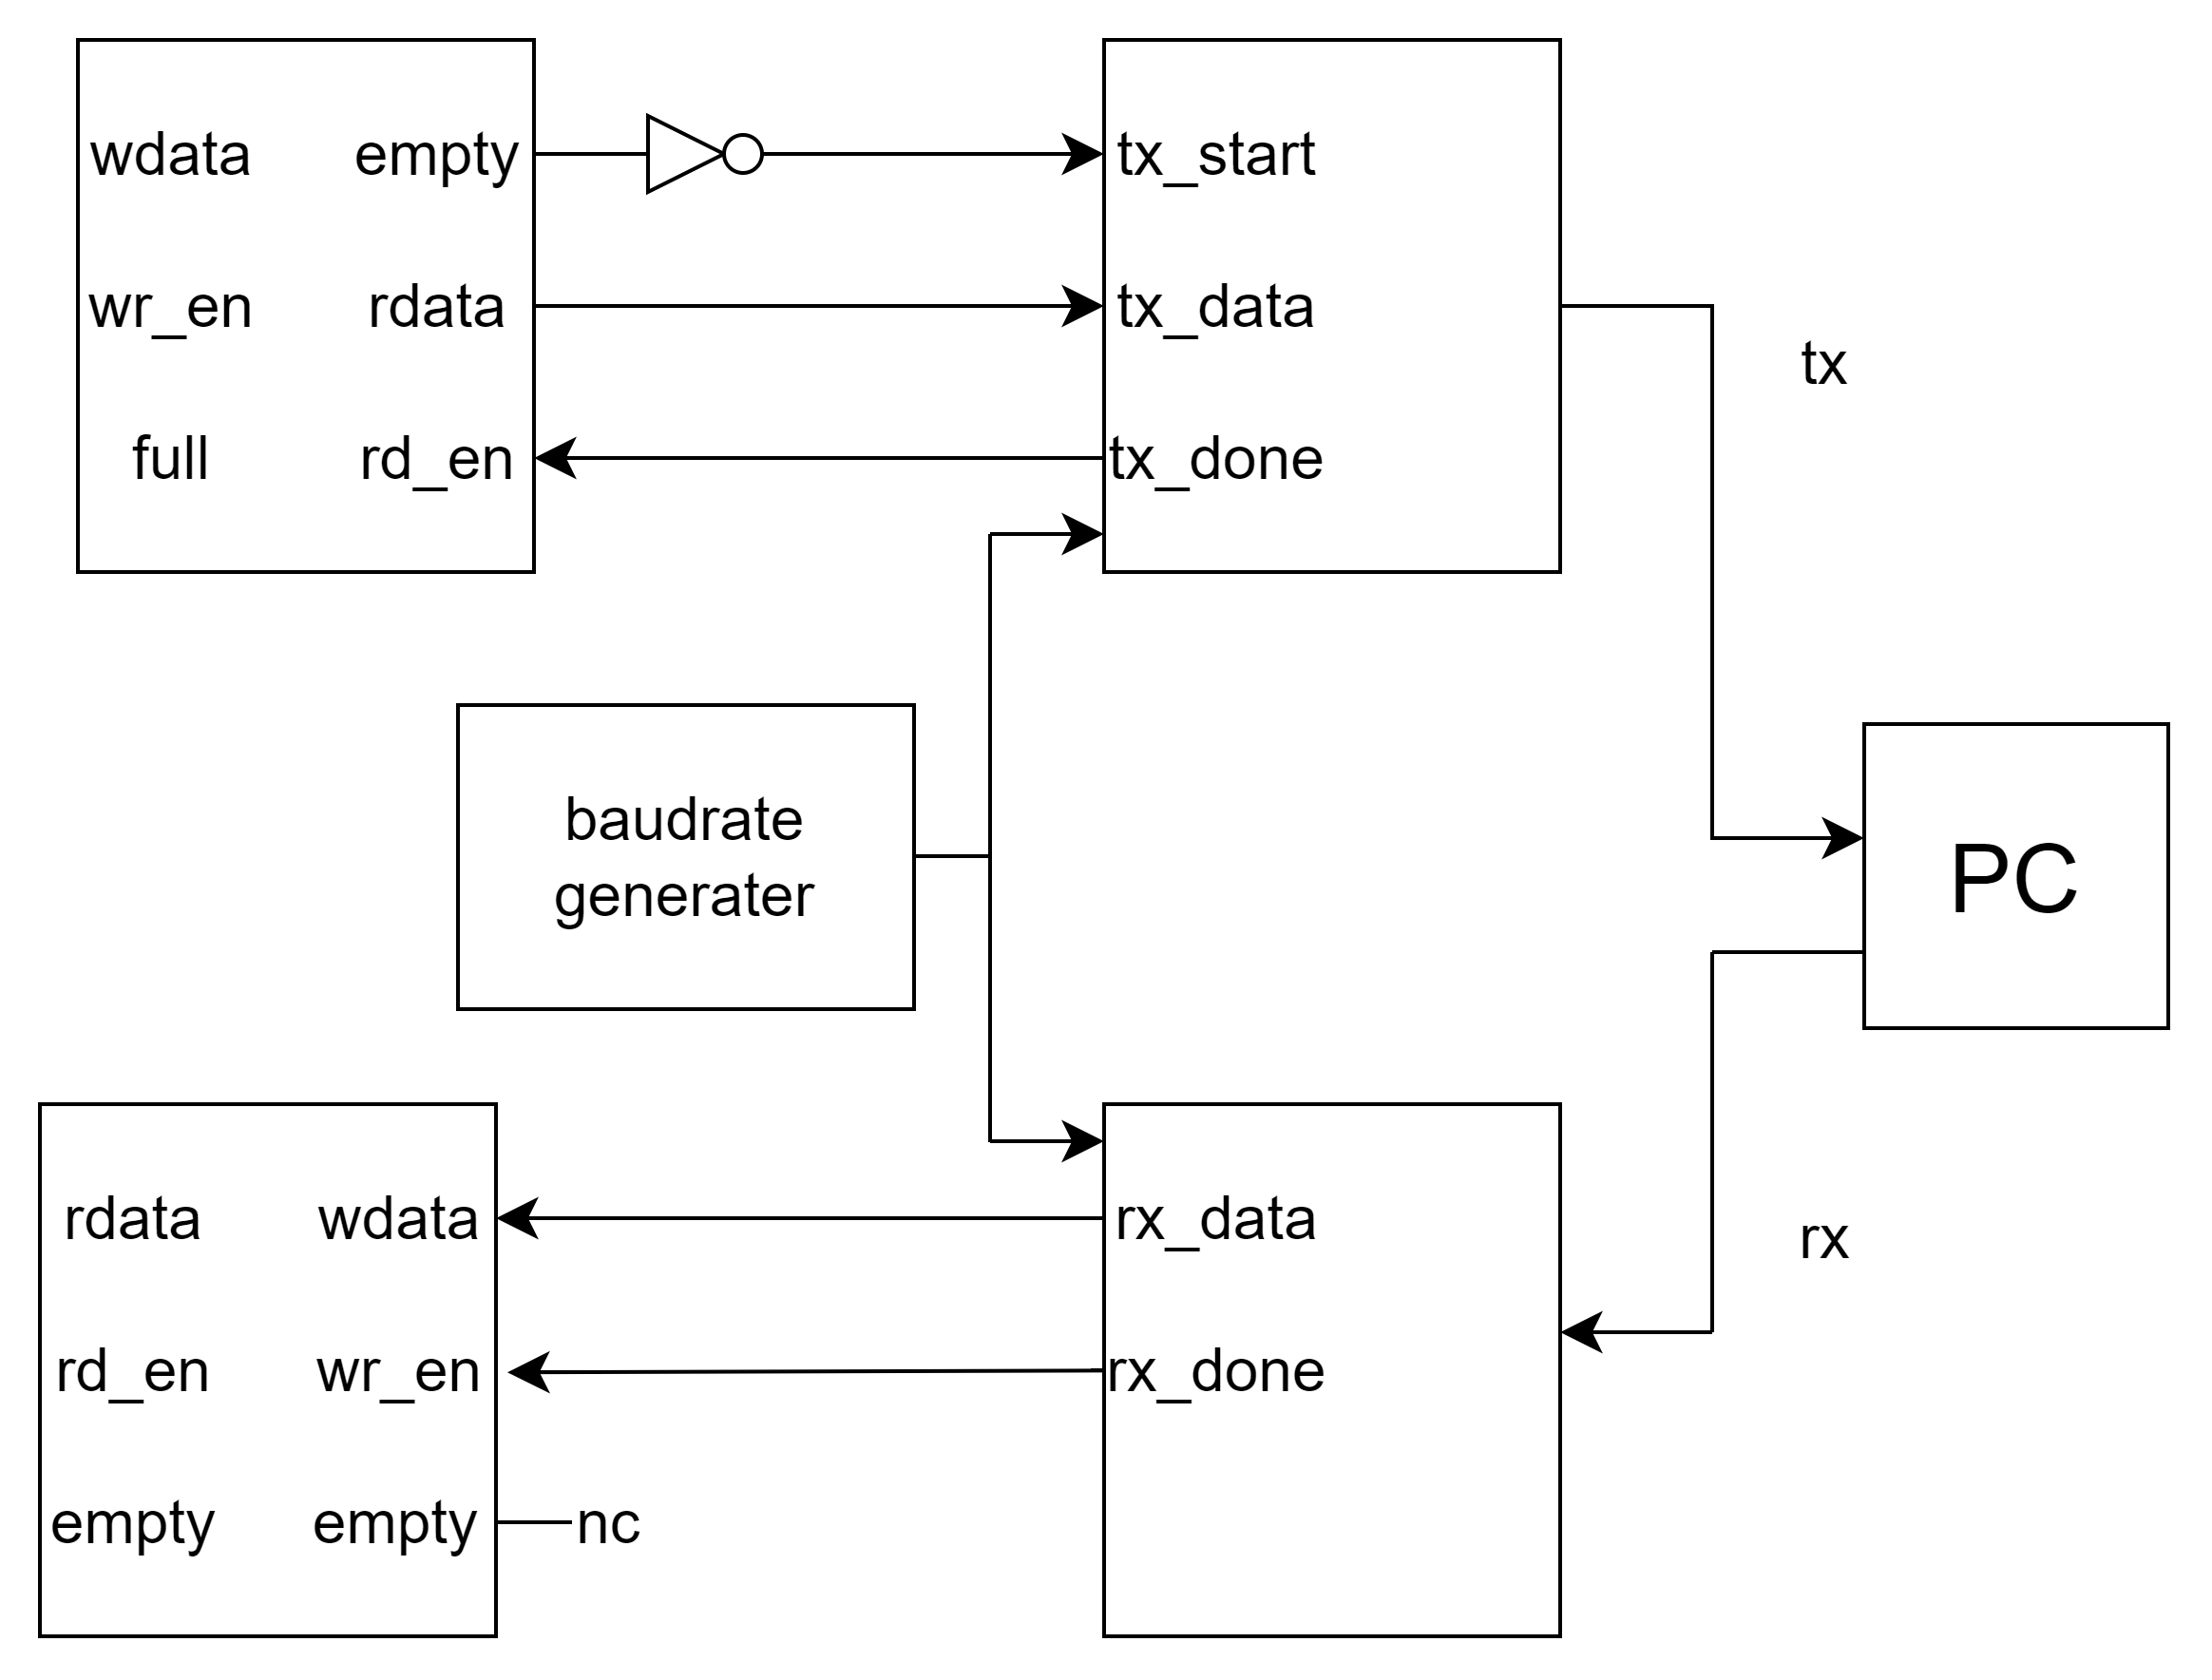 wdata
empty
wr_en
rdata
full
rd_en
tx_start
tx_data
tx_done
tx
baudrate
generater
PC
rdata
wdata
rd_en
wr_en
empty
empty
nc
rx_data
rx_done
rx